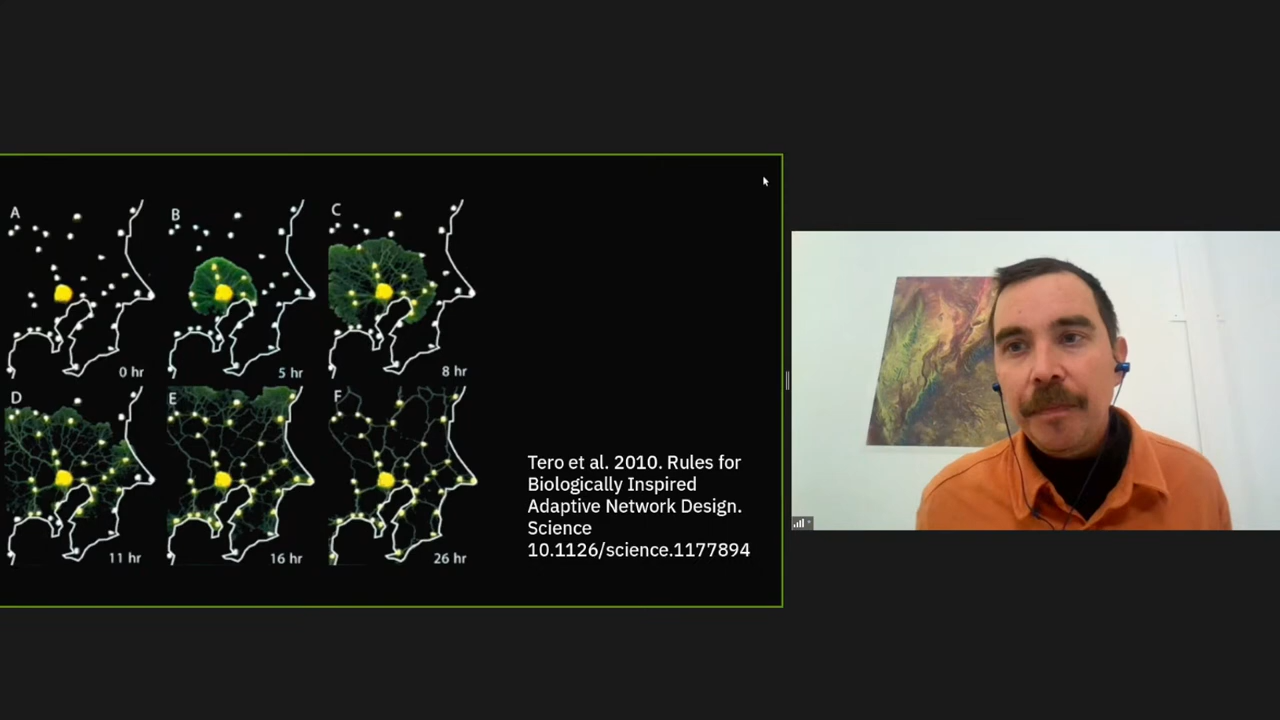 A
B
C
0 hr
5 hr
8 hr
D
E
F
11 hr
16 hr
26 hr
Tero et al. 2010. Rules for
Biologically Inspired
Adaptive Network Design.
Science
10.1126/science.1177894